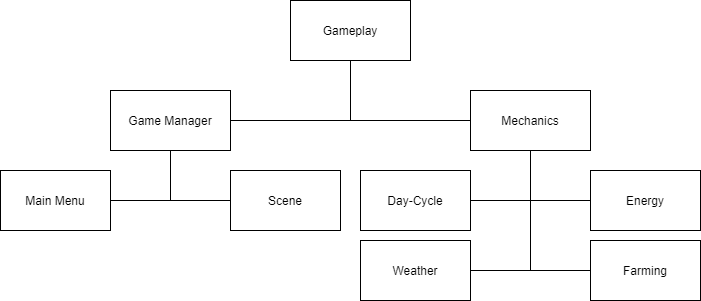 Gameplay
Game Manager
Mechanics
Main Menu
Scene
Day-Cycle
Energy
Weather
Farming